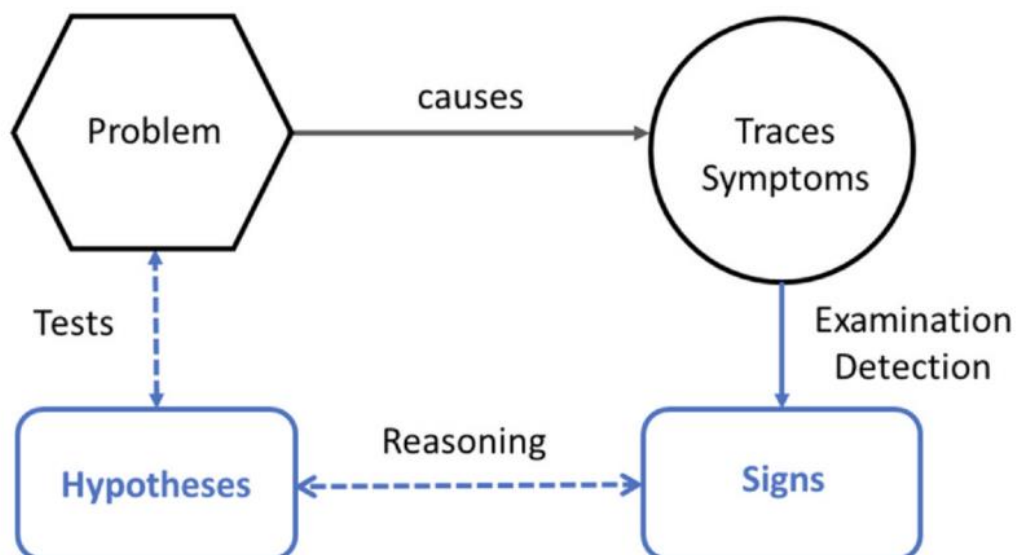 causes
Problem
Traces
Symptoms
Tests
Examination
Detection
Reasoning
Hypotheses
Signs